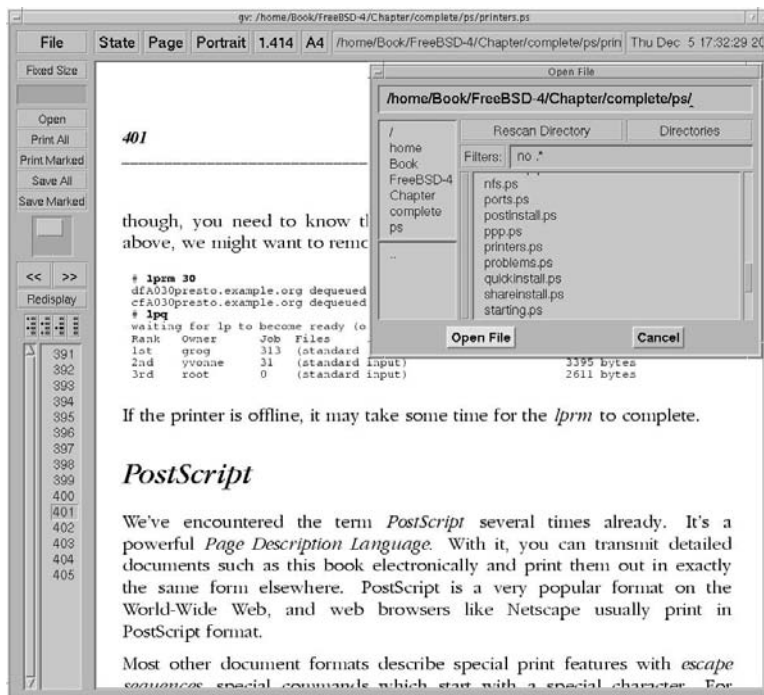 gv: /home/Book/FreeBSD-4/Chapter/complete/ps/printers.ps
File State Page Portrait 1.414 A4 /home/Book/FreeBSD-4/Chapter/complete/ps/prin Thu Dec 5 17:32:29 20
Fixed Size
Open
Print All
Print Marked
Save All
Save Marked
<< >>
Redisplay
391
392
393
394
395
396
397
398
399
400
401
402
403
404
405
Open File
/home/Book/FreeBSD-4/Chapter/complete/ps/
/
home
Book
FreeBSD-4
Chapter
complete
ps
..
Rescan Directory Directories
Filters: no .*
nfs.ps
ports.ps
postinstall.ps
ppp.ps
printers.ps
problems.ps
quickinstall.ps
shareinstall.ps
starting.ps
Open File Cancel
401
though, you need to know
above, we might want to
# lprm 30
dfA030presto.example.org dequeued
cfA030presto.example.org dequeued
# lpq
waiting for lp to become ready (o
Rank Owner Job Files
1st grog 313 (standard
2nd yvonne 31 (standard input) 3395 bytes
3rd root 0 (standard input) 2611 bytes
If the printer is offline, it may take some time for the lprm to complete.
PostScript
We've encountered the term PostScript several times already. It's a
powerful Page Description Language. With it, you can transmit detailed
documents such as this book electronically and print them out in exactly
the same form elsewhere. PostScript is a very popular format on the
World-Wide Web, and web browsers like Netscape usually print in
PostScript format.
Most other document formats describe special print features with escape
sequences, special commands which start with a special character. For